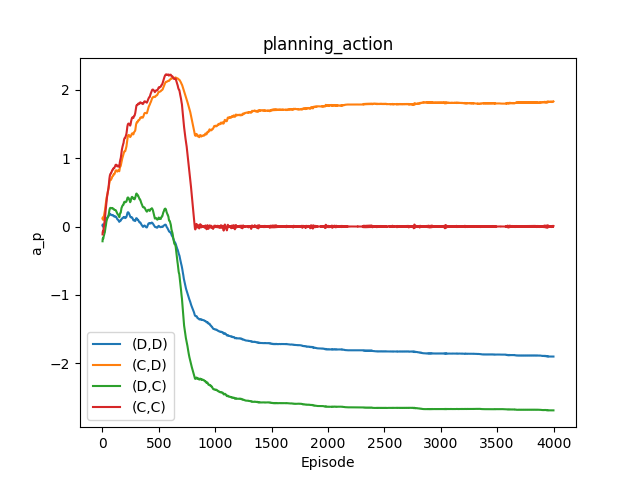 planning_action
a_p
2
1
0
−1
−2
(D,D)
(C,D)
(D,C)
(C,C)
0 500 1000 1500 2000 2500 3000 3500 4000
Episode